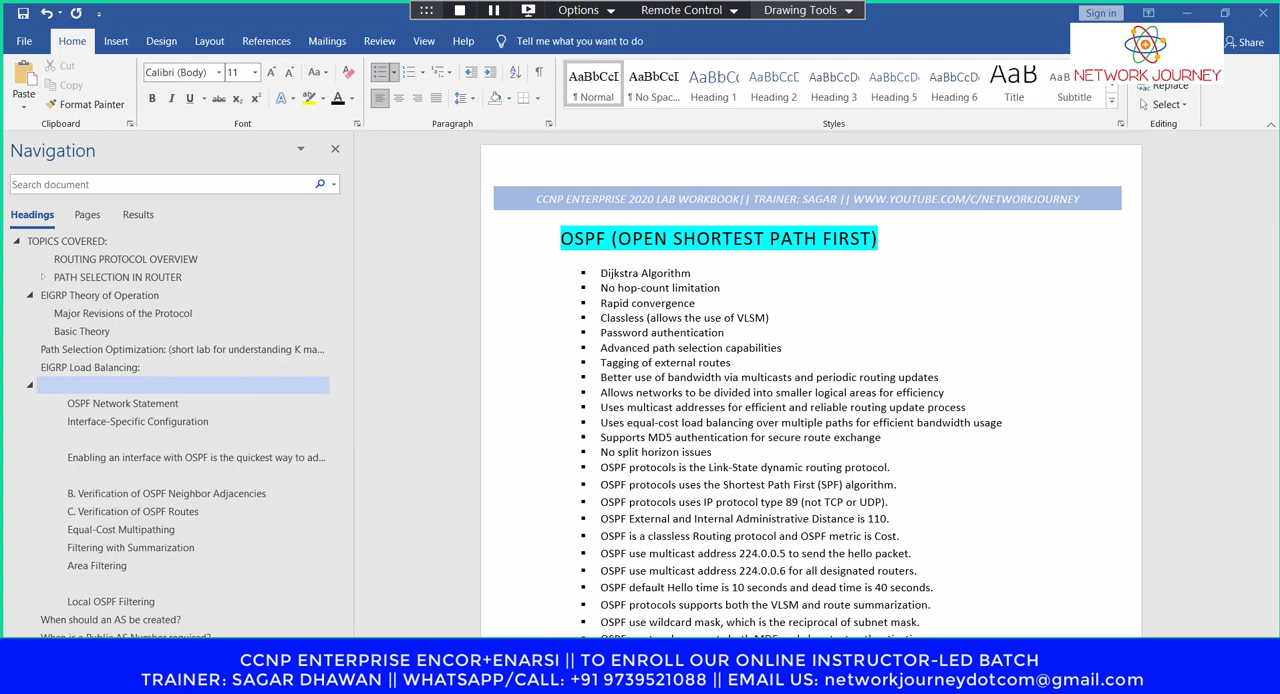 Options
Remote Control
Drawing Tools
Sign in
File
Home
Insert
Design
Layout
References
Mailings
Review
View
Help
Tell me what you want to do
Share
NETWORK JOURNEY
Paste
Cut
Copy
Format Painter
Clipboard
Calibri (Body)
11
Aa
B I U abc X₂ X²
A
Font
Paragraph
AaBbCcI
¶ Normal
AaBbCcI
¶ No Spac...
AaBbCc
Heading 1
AaBbCcD
Heading 2
AaBbCcD
Heading 3
AaBbCcD
Heading 5
AaBbCcD
Heading 6
AaB
Title
AaB
Subtitle
Styles
Replace
Select
Editing
Navigation
Search document
Headings
Pages
Results
TOPICS COVERED:
ROUTING PROTOCOL OVERVIEW
PATH SELECTION IN ROUTER
EIGRP Theory of Operation
Major Revisions of the Protocol
Basic Theory
Path Selection Optimization: (short lab for understanding K ma...
EIGRP Load Balancing:
OSPF Network Statement
Interface-Specific Configuration
Enabling an interface with OSPF is the quickest way to ad...
B. Verification of OSPF Neighbor Adjacencies
C. Verification of OSPF Routes
Equal-Cost Multipathing
Filtering with Summarization
Area Filtering
Local OSPF Filtering
When should an AS be created?
When is a Public AS Number required?
CCNP ENTERPRISE 2020 LAB WORKBOOK|| TRAINER: SAGAR || WWW.YOUTUBE.COM/C/NETWORKJOURNEY
OSPF (OPEN SHORTEST PATH FIRST)
Dijkstra Algorithm
No hop-count limitation
Rapid convergence
Classless (allows the use of VLSM)
Password authentication
Advanced path selection capabilities
Tagging of external routes
Better use of bandwidth via multicasts and periodic routing updates
Allows networks to be divided into smaller logical areas for efficiency
Uses multicast addresses for efficient and reliable routing update process
Uses equal-cost load balancing over multiple paths for efficient bandwidth usage
Supports MD5 authentication for secure route exchange
No split horizon issues
OSPF protocols is the Link-State dynamic routing protocol.
OSPF protocols uses the Shortest Path First (SPF) algorithm.
OSPF protocols uses IP protocol type 89 (not TCP or UDP).
OSPF External and Internal Administrative Distance is 110.
OSPF is a classless Routing protocol and OSPF metric is Cost.
OSPF use multicast address 224.0.0.5 to send the hello packet.
OSPF use multicast address 224.0.0.6 for all designated routers.
OSPF default Hello time is 10 seconds and dead time is 40 seconds.
OSPF protocols supports both the VLSM and route summarization.
OSPF use wildcard mask, which is the reciprocal of subnet mask.
CCNP ENTERPRISE ENCOR+ENARSI || TO ENROLL OUR ONLINE INSTRUCTOR-LED BATCH
TRAINER: SAGAR DHAWAN || WHATSAPP/CALL: +91 9739521088 || EMAIL US: networkjourneydotcom@gmail.com